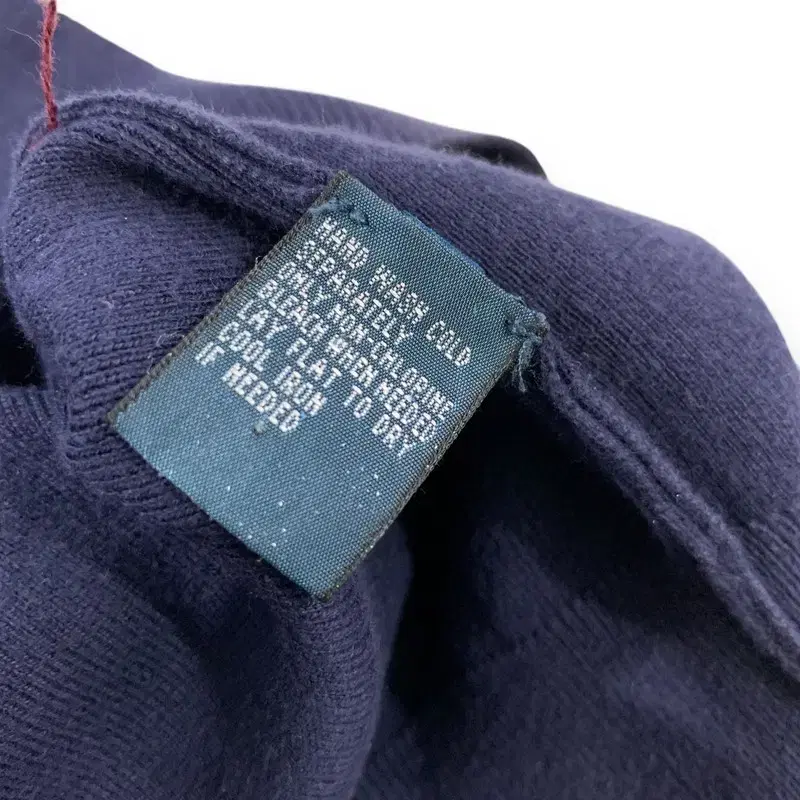 HAND WASH COLD
SEPARATELY
ONLY NON CHLORINE
BLEACH WHEN NEEDED
LAY FLAT TO DRY
COOL IRON
IF NEEDED